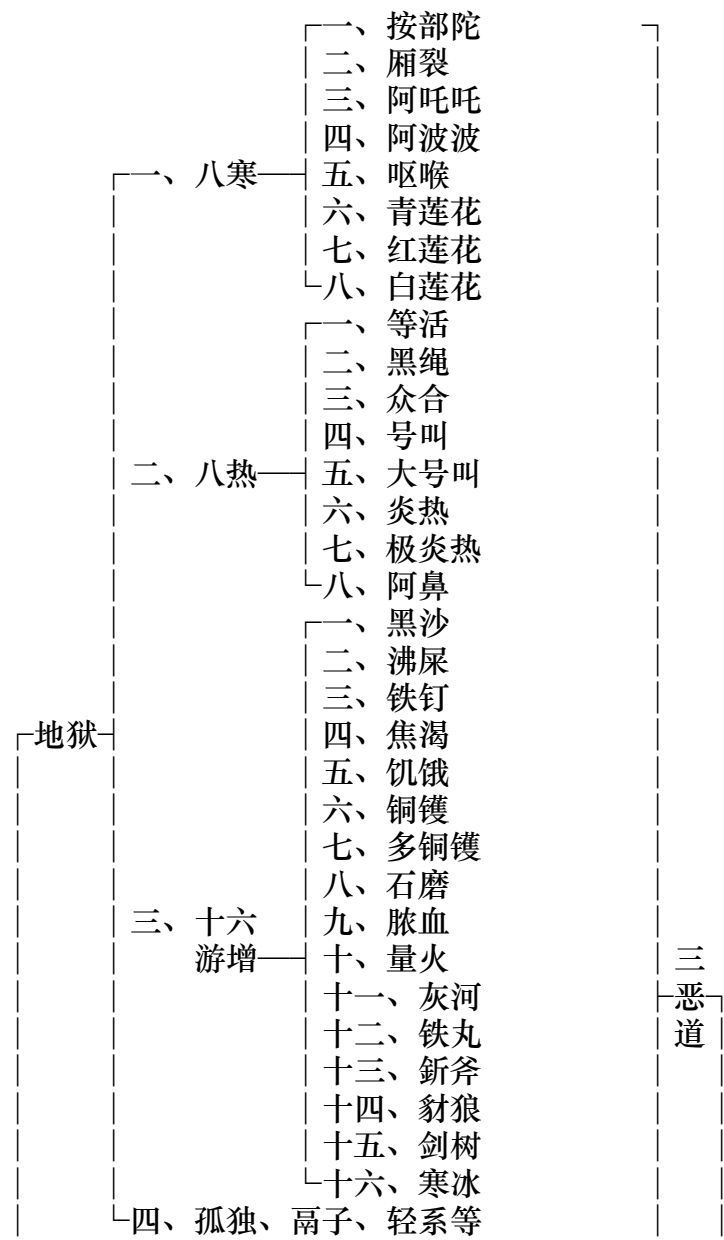 一、按部陀
二、厢裂
三、阿吒吒
四、阿波波
一、八寒 五、呕喉
六、青莲花
七、红莲花
八、白莲花
一、等活
二、黑绳
三、众合
四、号叫
二、八热 五、大号叫
六、炎热
七、极炎热
八、阿鼻
一、黑沙
二、沸屎
三、铁钉
地狱 四、焦渴
五、饥饿
六、铜镬
七、多铜镬
八、石磨
三、十六 九、脓血
游增 十、量火 三
十一、灰河 恶
十二、铁丸 道
十三、釿斧
十四、豺狼
十五、剑树
十六、寒冰
四、孤独、鬲子、轻系等